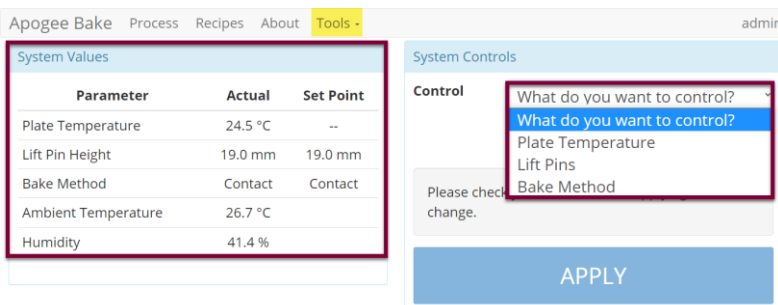 Apogee Bake Process Recipes About Tools admin
System Values
Parameter Actual Set Point
Plate Temperature 24.5 °C --
Lift Pin Height 19.0 mm 19.0 mm
Bake Method Contact Contact
Ambient Temperature 26.7 °C
Humidity 41.4 %
System Controls
Control What do you want to control?
What do you want to control?
Plate Temperature
Lift Pins
Bake Method
Please check
change.
APPLY